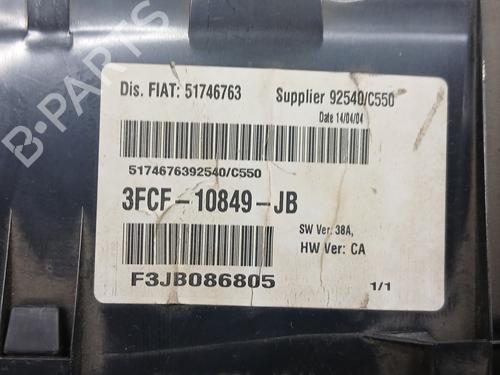 Dis. FIAT: 51746763 Supplier 92540/C550
Date 14/04/04
5174676392540/C550
3FCF-10849-JB
SW Ver: 38A,
HW Ver: CA
F3JB086805
1/1
B-PARTS